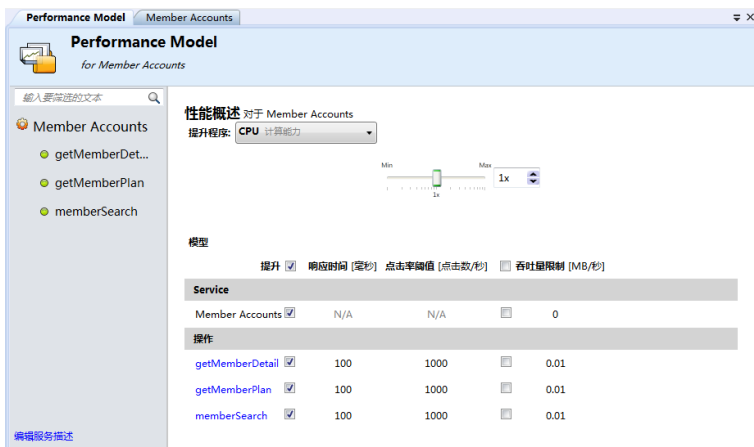 Performance Model Member Accounts
Performance Model
for Member Accounts
输入要筛选的文本
Member Accounts
getMemberDet...
getMemberPlan
memberSearch
编辑服务描述
性能概述 对于 Member Accounts
提升程序: CPU 计算能力
Min Max
1x
1x
模型
提升 响应时间 [毫秒] 点击率阈值 [点击数/秒] 吞吐量限制 [MB/秒]
Service
Member Accounts N/A N/A 0
操作
getMemberDetail 100 1000 0.01
getMemberPlan 100 1000 0.01
memberSearch 100 1000 0.01